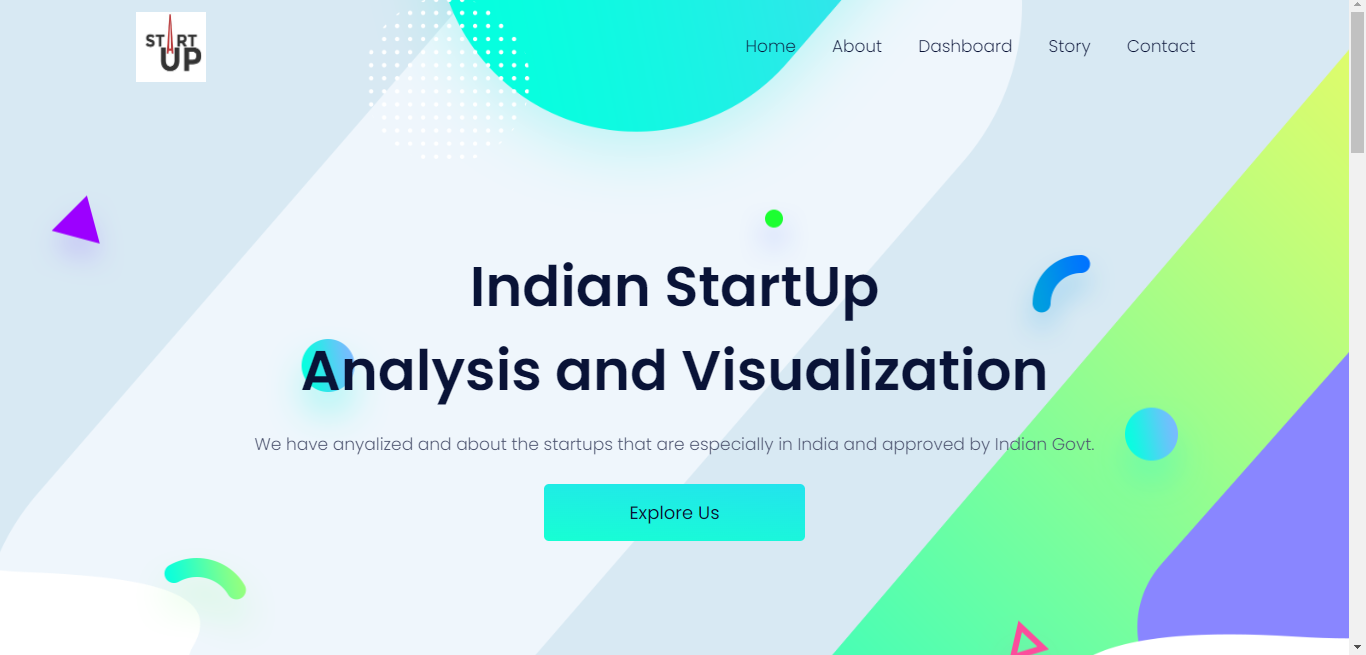 START
UP
Home About Dashboard Story Contact
Indian StartUp
Analysis and Visualization
We have anyalized and about the startups that are especially in India and approved by Indian Govt.
Explore Us